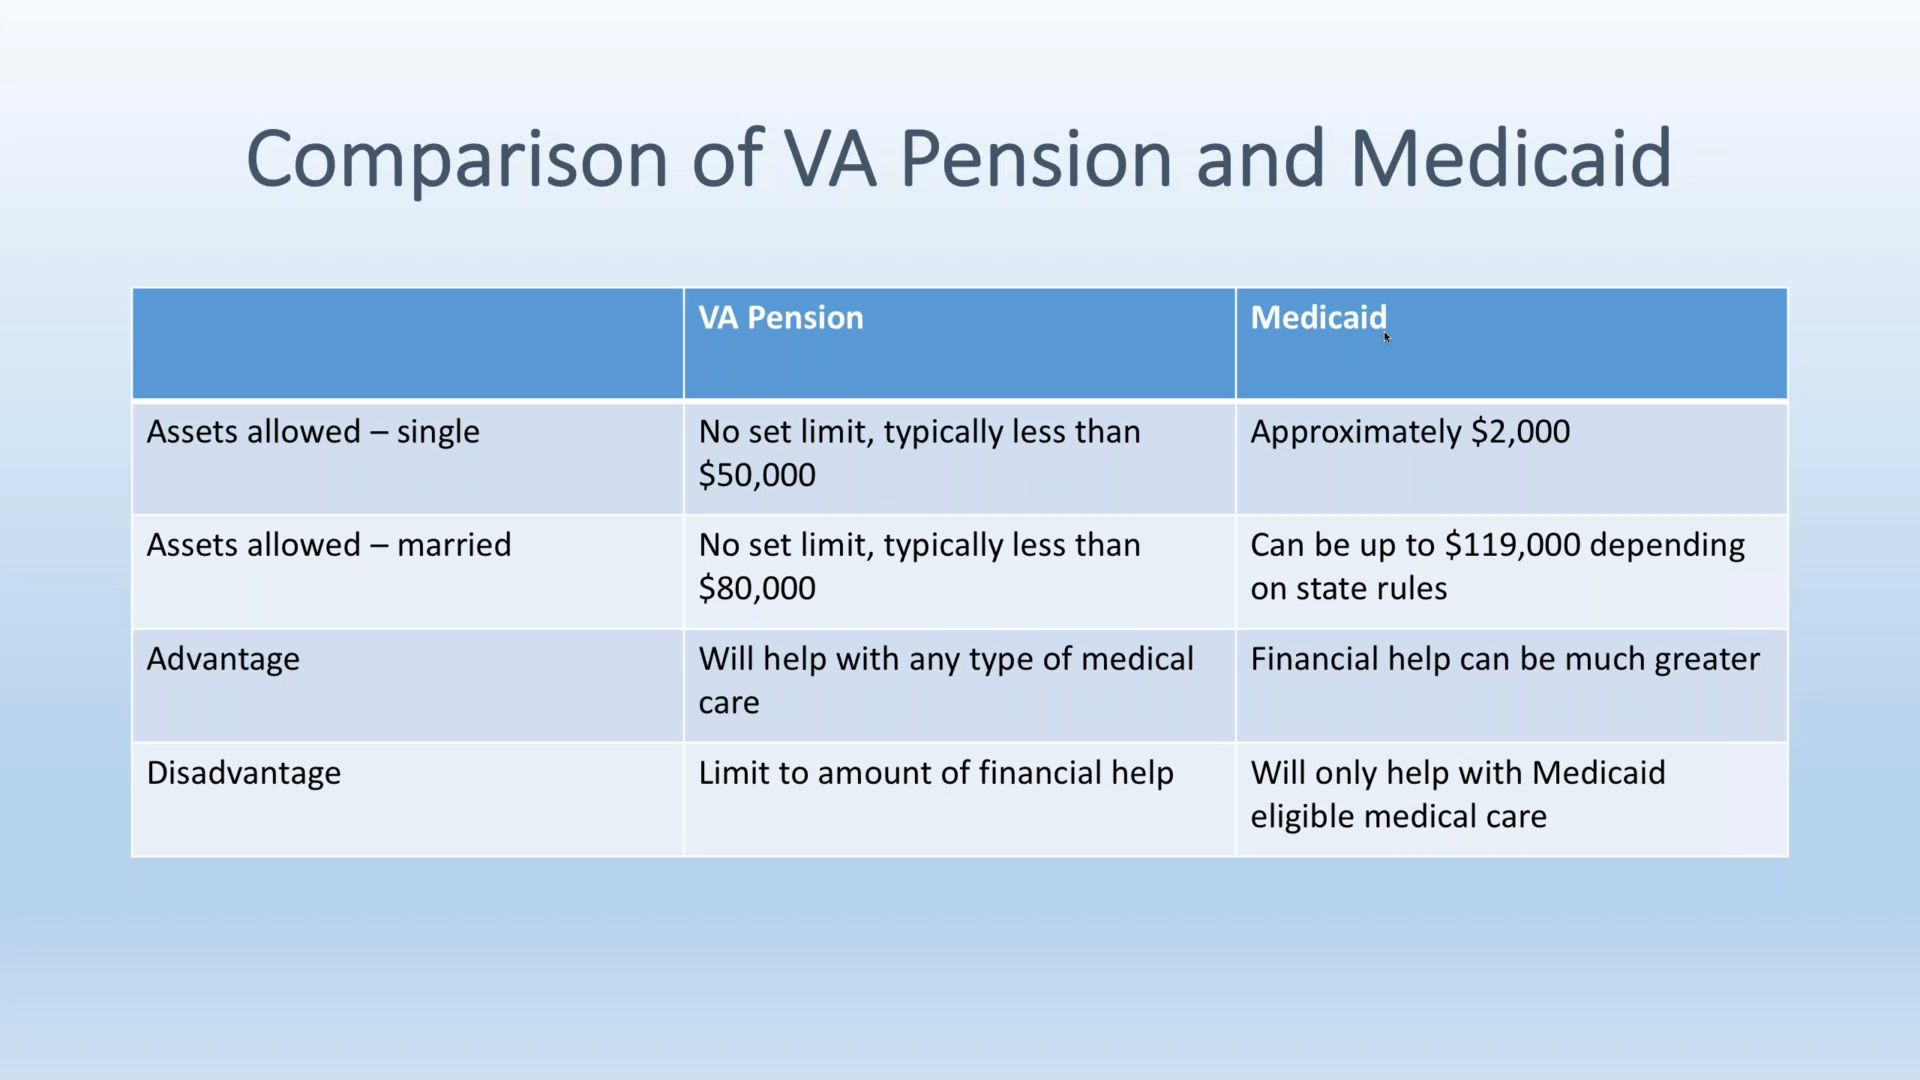 Comparison of VA Pension and Medicaid
VA Pension
Medicaid
Assets allowed – single
No set limit, typically less than
$50,000
Approximately $2,000
Assets allowed – married
No set limit, typically less than
$80,000
Can be up to $119,000 depending
on state rules
Advantage
Will help with any type of medical
care
Financial help can be much greater
Disadvantage
Limit to amount of financial help
Will only help with Medicaid
eligible medical care